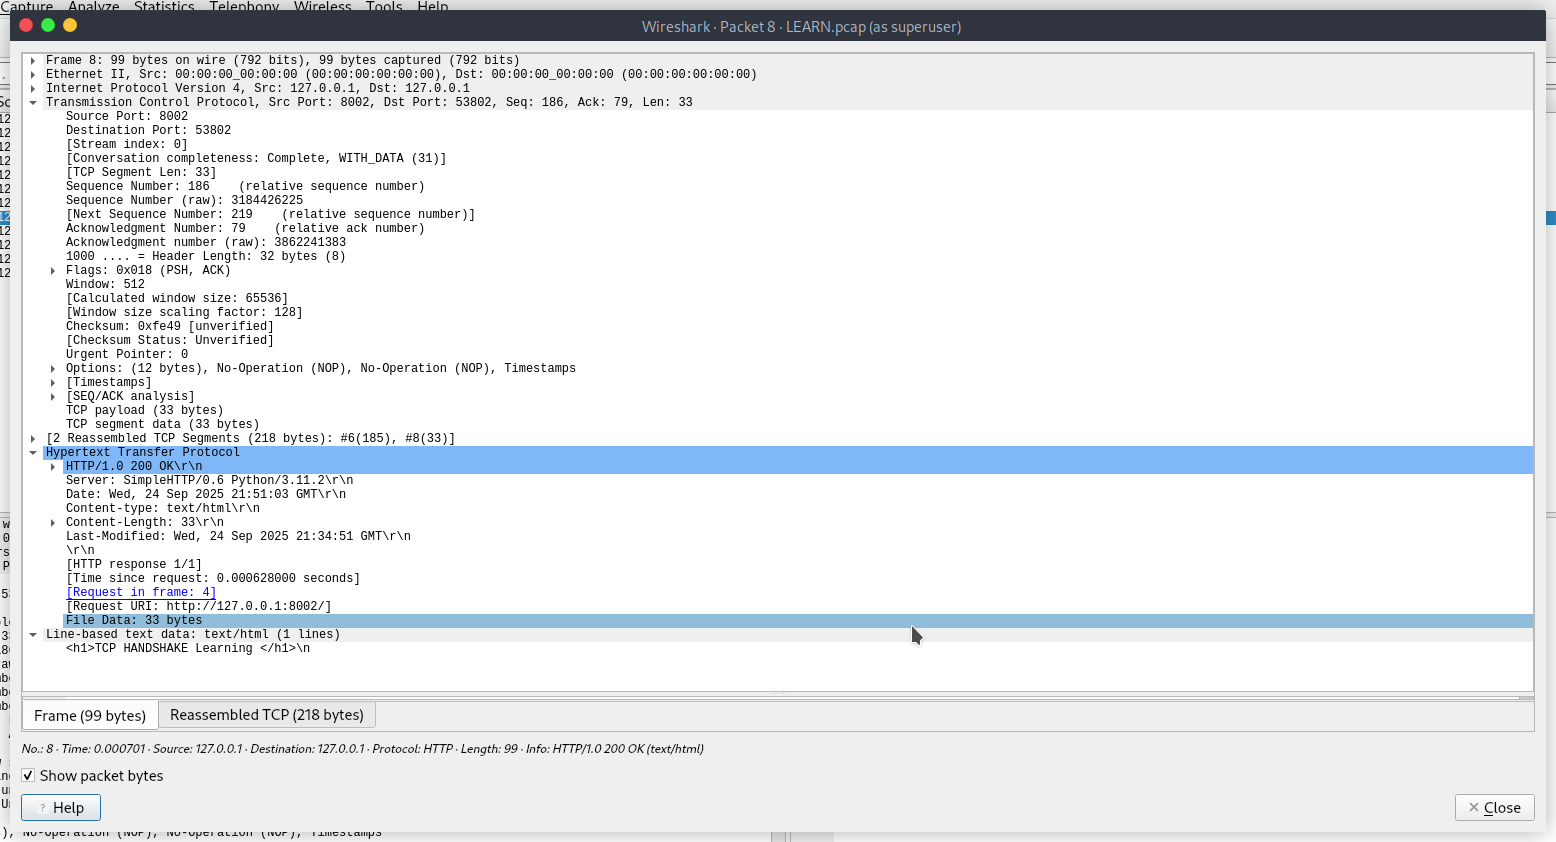 Capture Analyze Statistics Telephony Wireless Tools Help
Wireshark · Packet 8 · LEARN.pcap (as superuser)
Frame 8: 99 bytes on wire (792 bits), 99 bytes captured (792 bits)
Ethernet II, Src: 00:00:00_00:00:00 (00:00:00:00:00:00), Dst: 00:00:00_00:00:00 (00:00:00:00:00:00)
Internet Protocol Version 4, Src: 127.0.0.1, Dst: 127.0.0.1
Transmission Control Protocol, Src Port: 8002, Dst Port: 53802, Seq: 186, Ack: 79, Len: 33
Source Port: 8002
Destination Port: 53802
[Stream index: 0]
[Conversation completeness: Complete, WITH_DATA (31)]
[TCP Segment Len: 33]
Sequence Number: 186    (relative sequence number)
Sequence Number (raw): 3184426225
[Next Sequence Number: 219    (relative sequence number)]
Acknowledgment Number: 79    (relative ack number)
Acknowledgment number (raw): 3862241383
1000 .... = Header Length: 32 bytes (8)
Flags: 0x018 (PSH, ACK)
Window: 512
[Calculated window size: 65536]
[Window size scaling factor: 128]
Checksum: 0xfe49 [unverified]
[Checksum Status: Unverified]
Urgent Pointer: 0
Options: (12 bytes), No-Operation (NOP), No-Operation (NOP), Timestamps
[Timestamps]
[SEQ/ACK analysis]
TCP payload (33 bytes)
TCP segment data (33 bytes)
[2 Reassembled TCP Segments (218 bytes): #6(185), #8(33)]
Hypertext Transfer Protocol
HTTP/1.0 200 OK\r\n
Server: SimpleHTTP/0.6 Python/3.11.2\r\n
Date: Wed, 24 Sep 2025 21:51:03 GMT\r\n
Content-type: text/html\r\n
Content-Length: 33\r\n
Last-Modified: Wed, 24 Sep 2025 21:34:51 GMT\r\n
\r\n
[HTTP response 1/1]
[Time since request: 0.000628000 seconds]
[Request in frame: 4]
[Request URI: http://127.0.0.1:8002/]
File Data: 33 bytes
Line-based text data: text/html (1 lines)
<h1>TCP HANDSHAKE Learning </h1>\n
Frame (99 bytes)
Reassembled TCP (218 bytes)
No.: 8 · Time: 0.000701 · Source: 127.0.0.1 · Destination: 127.0.0.1 · Protocol: HTTP · Length: 99 · Info: HTTP/1.0 200 OK (text/html)
Show packet bytes
Help
Close
), No-Operation (NOP), No-Operation (NOP), Timestamps